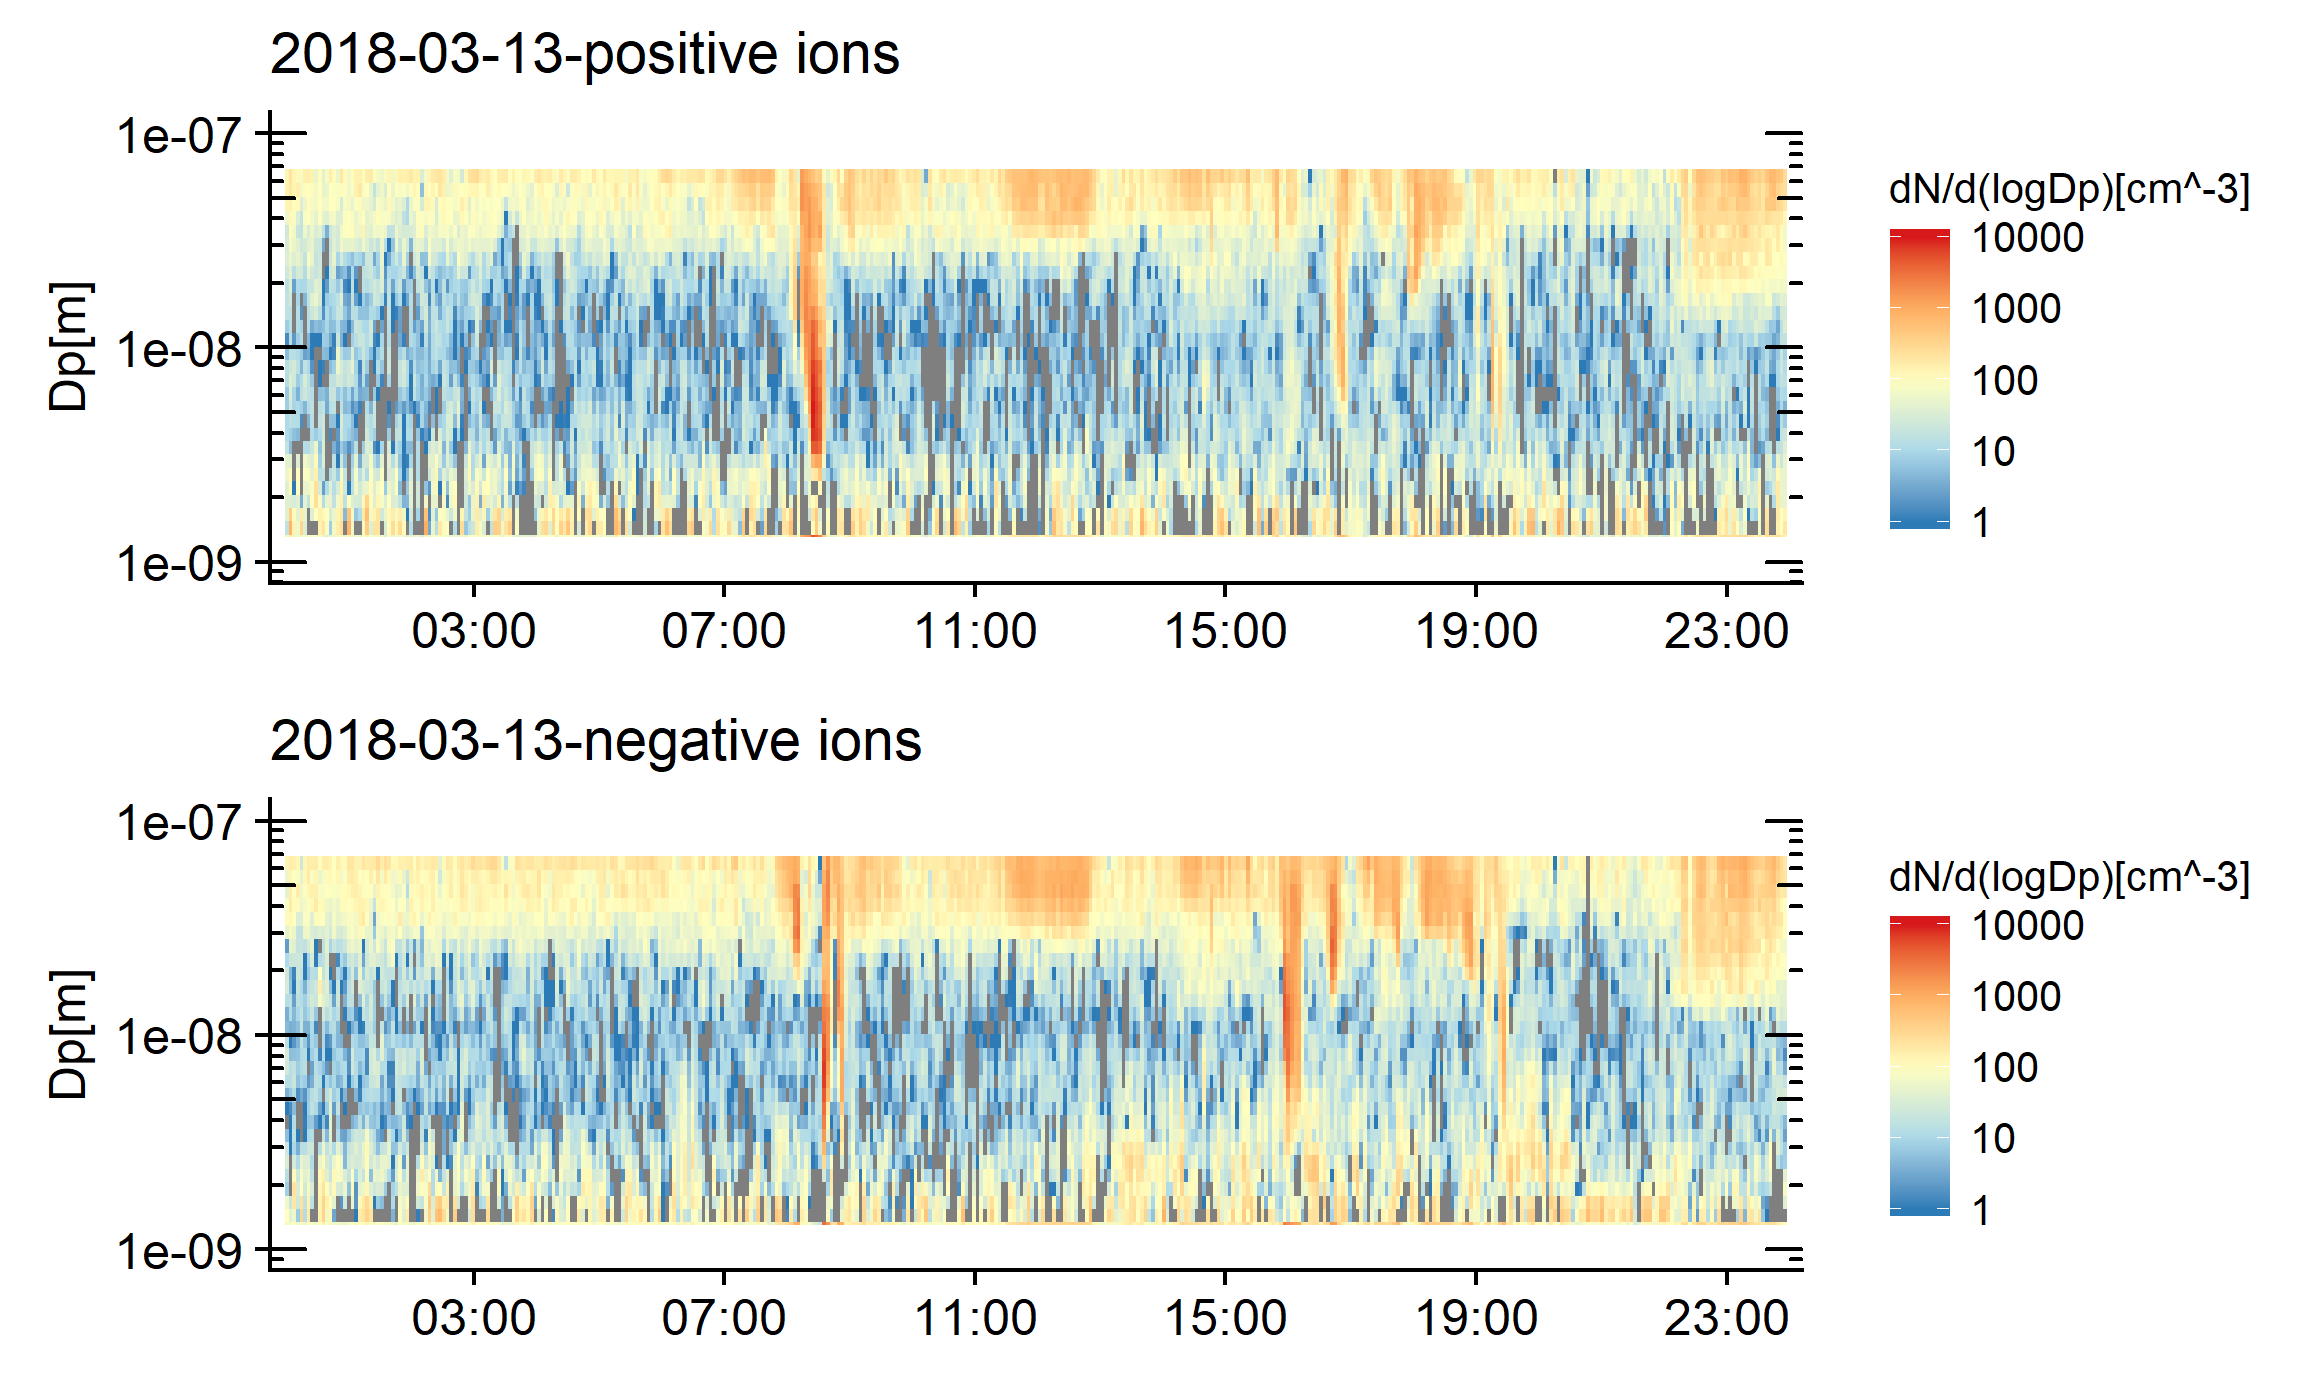 2018-03-13-positive ions
1e-07
1e-08
1e-09
Dp[m]
03:00 07:00 11:00 15:00 19:00 23:00
dN/d(logDp)[cm^-3]
10000
1000
100
10
1
2018-03-13-negative ions
1e-07
1e-08
1e-09
Dp[m]
03:00 07:00 11:00 15:00 19:00 23:00
dN/d(logDp)[cm^-3]
10000
1000
100
10
1